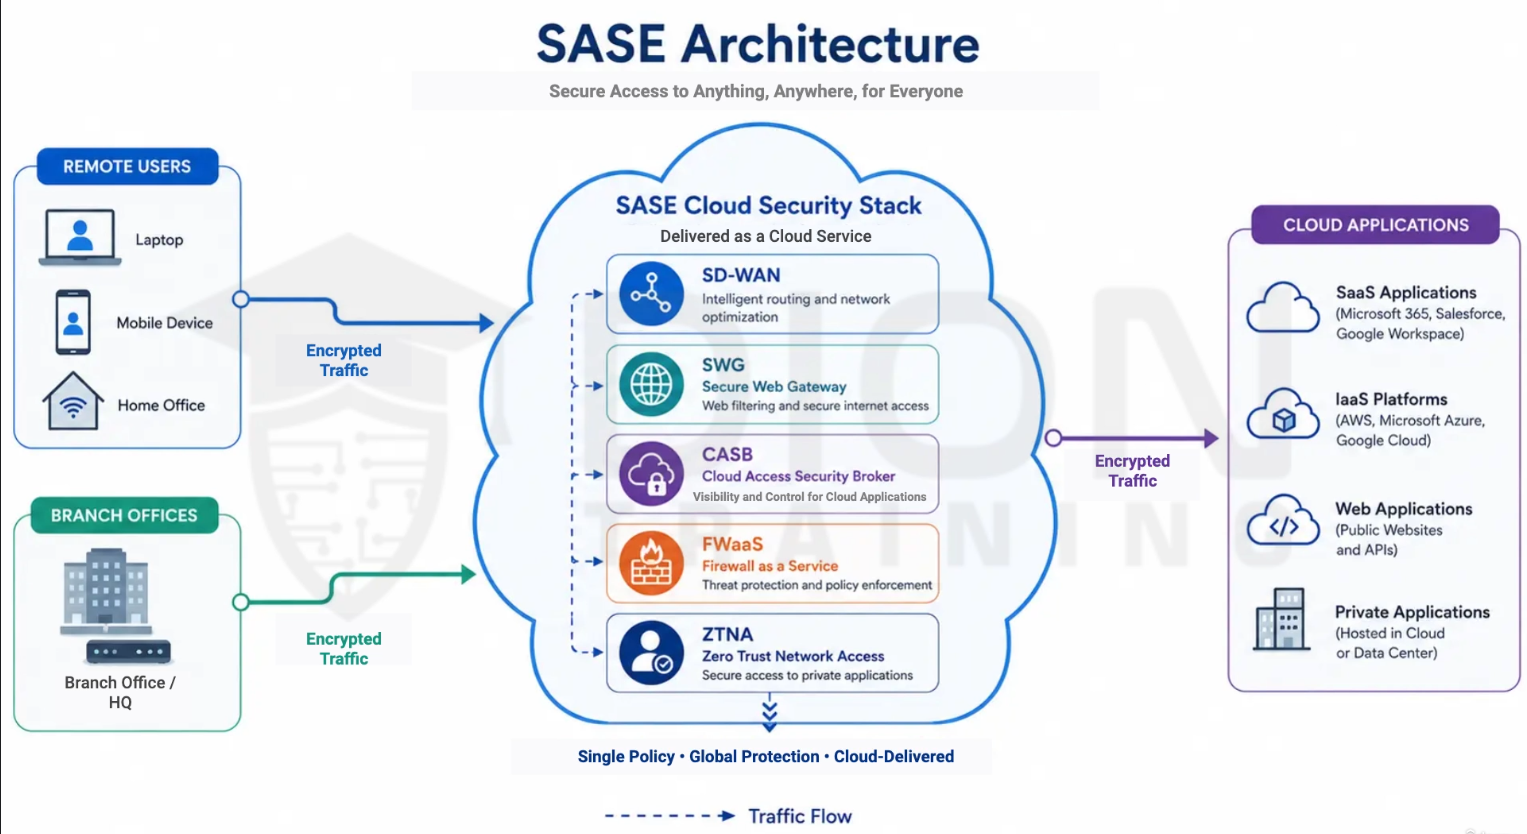 SASE Architecture
Secure Access to Anything, Anywhere, for Everyone
REMOTE USERS
Laptop
Mobile Device
Home Office
Encrypted
Traffic
BRANCH OFFICES
Branch Office /
HQ
Encrypted
Traffic
SASE Cloud Security Stack
Delivered as a Cloud Service
SD-WAN
Intelligent routing and network
optimization
SWG
Secure Web Gateway
Web filtering and secure internet access
CASB
Cloud Access Security Broker
Visibility and Control for Cloud Applications
FWaaS
Firewall as a Service
Threat protection and policy enforcement
ZTNA
Zero Trust Network Access
Secure access to private applications
Single Policy • Global Protection • Cloud-Delivered
Traffic Flow
Encrypted
Traffic
CLOUD APPLICATIONS
SaaS Applications
(Microsoft 365, Salesforce,
Google Workspace)
IaaS Platforms
(AWS, Microsoft Azure,
Google Cloud)
Web Applications
(Public Websites
and APIs)
Private Applications
(Hosted in Cloud
or Data Center)
DION
TRAINING